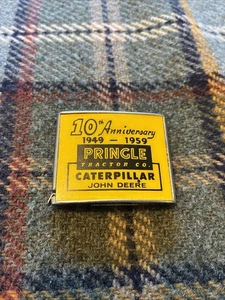 10th Anniversary
1949 — 1959
PRINGLE
TRACTOR CO.
CATERPILLAR
JOHN DEERE